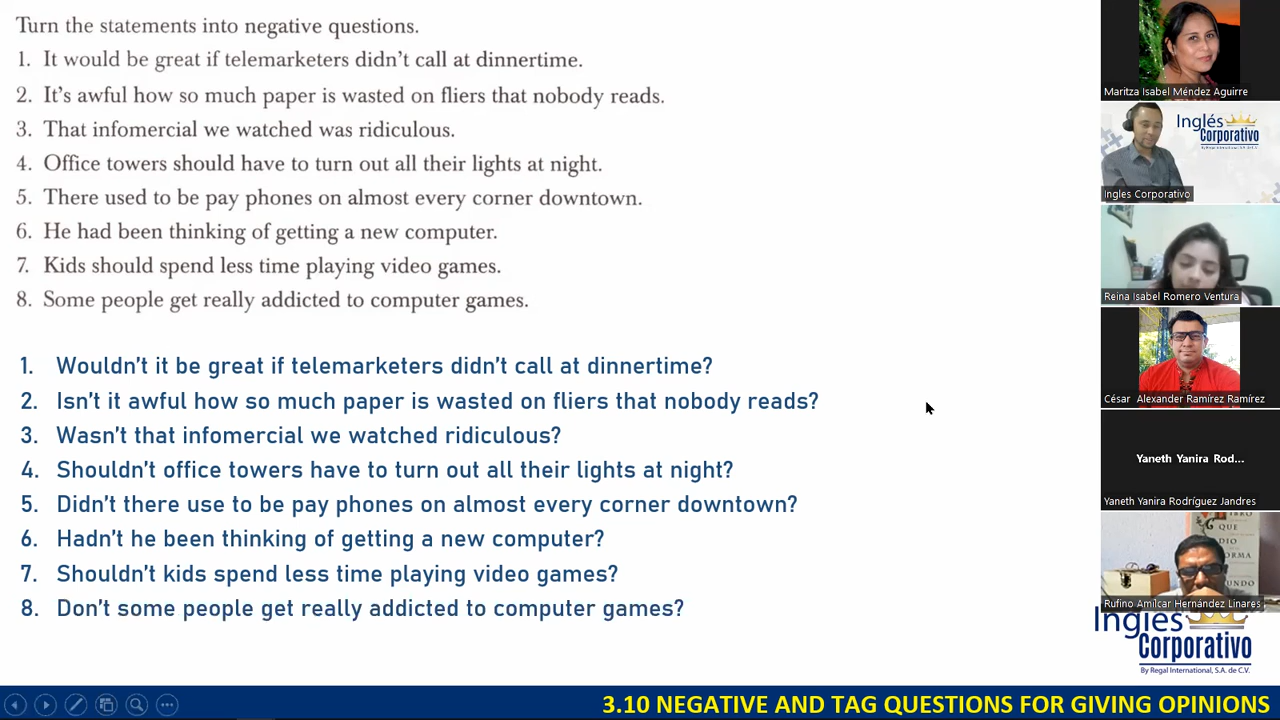 Turn the statements into negative questions.
1. It would be great if telemarketers didn't call at dinnertime.
2. It's awful how so much paper is wasted on fliers that nobody reads.
3. That infomercial we watched was ridiculous.
4. Office towers should have to turn out all their lights at night.
5. There used to be pay phones on almost every corner downtown.
6. He had been thinking of getting a new computer.
7. Kids should spend less time playing video games.
8. Some people get really addicted to computer games.
1. Wouldn't it be great if telemarketers didn't call at dinnertime?
2. Isn't it awful how so much paper is wasted on fliers that nobody reads?
3. Wasn't that infomercial we watched ridiculous?
4. Shouldn't office towers have to turn out all their lights at night?
5. Didn't there use to be pay phones on almost every corner downtown?
6. Hadn't he been thinking of getting a new computer?
7. Shouldn't kids spend less time playing video games?
8. Don't some people get really addicted to computer games?
Maritza Isabel Méndez Aguirre
Inglés
Corporativo
By Regal International, S.A. de C.V.
Ingles Corporativo
Reina Isabel Romero Ventura
César Alexander Ramírez Ramírez
Yaneth Yanira Rod...
Yaneth Yanira Rodríguez Jandres
QUE
DIO
Rufino Amílcar Hernández Linares
Inglés
Corporativo
By Regal International, S.A. de C.V.
3.10 NEGATIVE AND TAG QUESTIONS FOR GIVING OPINIONS